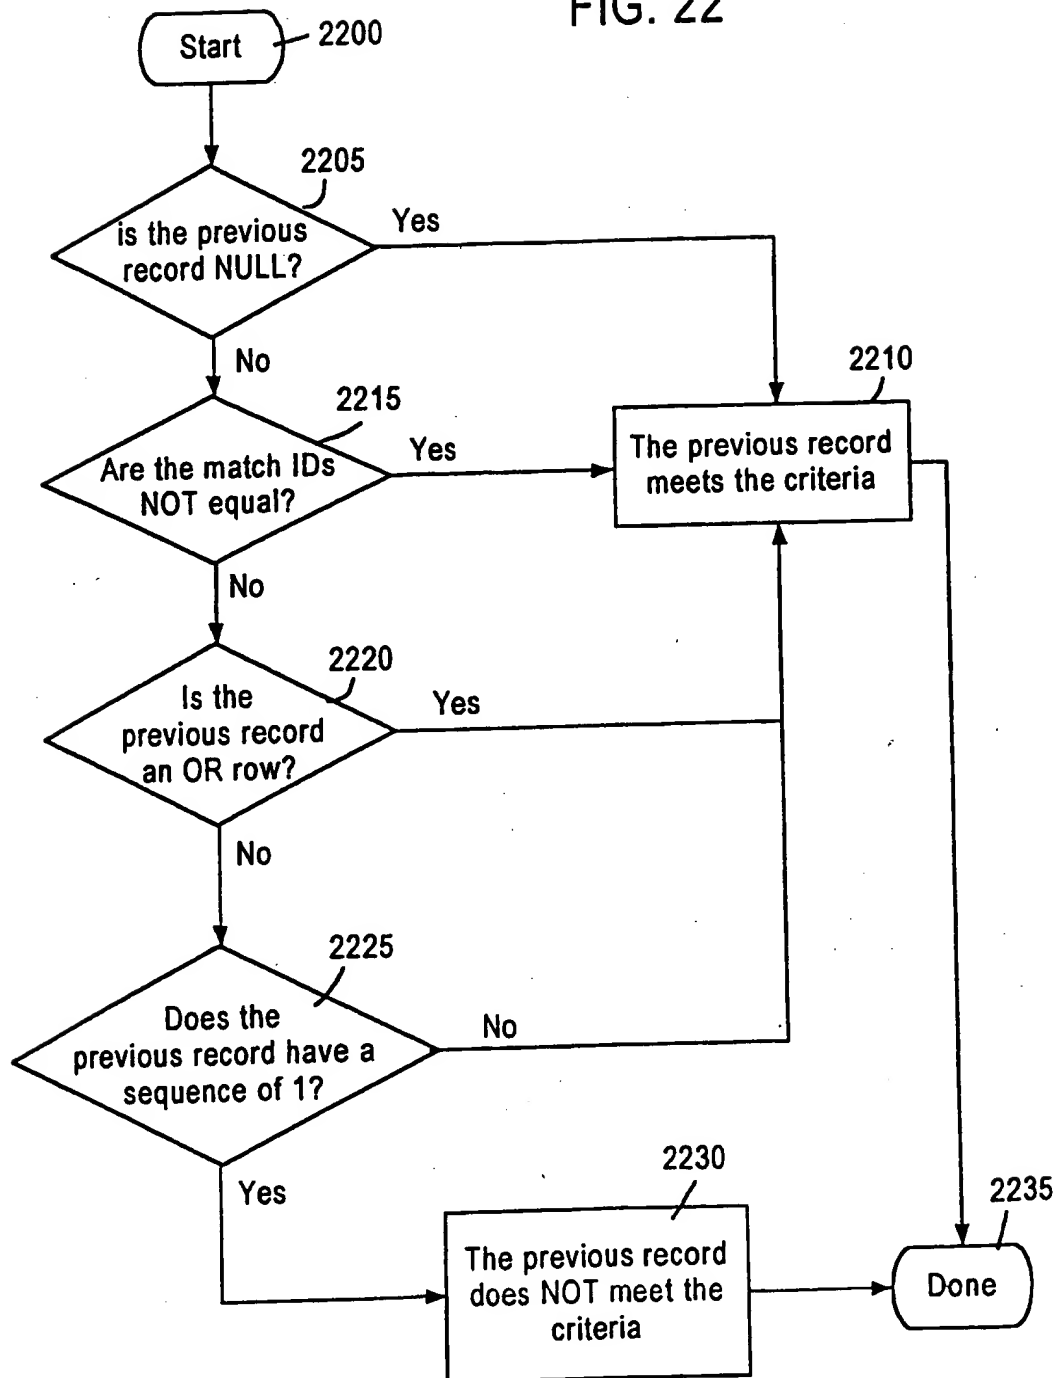 FIG. 22
Start
2200
2205
is the previous
record NULL?
Yes
No
2210
2215
Are the match IDs
NOT equal?
Yes
The previous record
meets the criteria
No
2220
Is the
previous record
an OR row?
Yes
No
2225
Does the
previous record have a
sequence of 1?
No
Yes
2230
The previous record
does NOT meet the
criteria
2235
Done